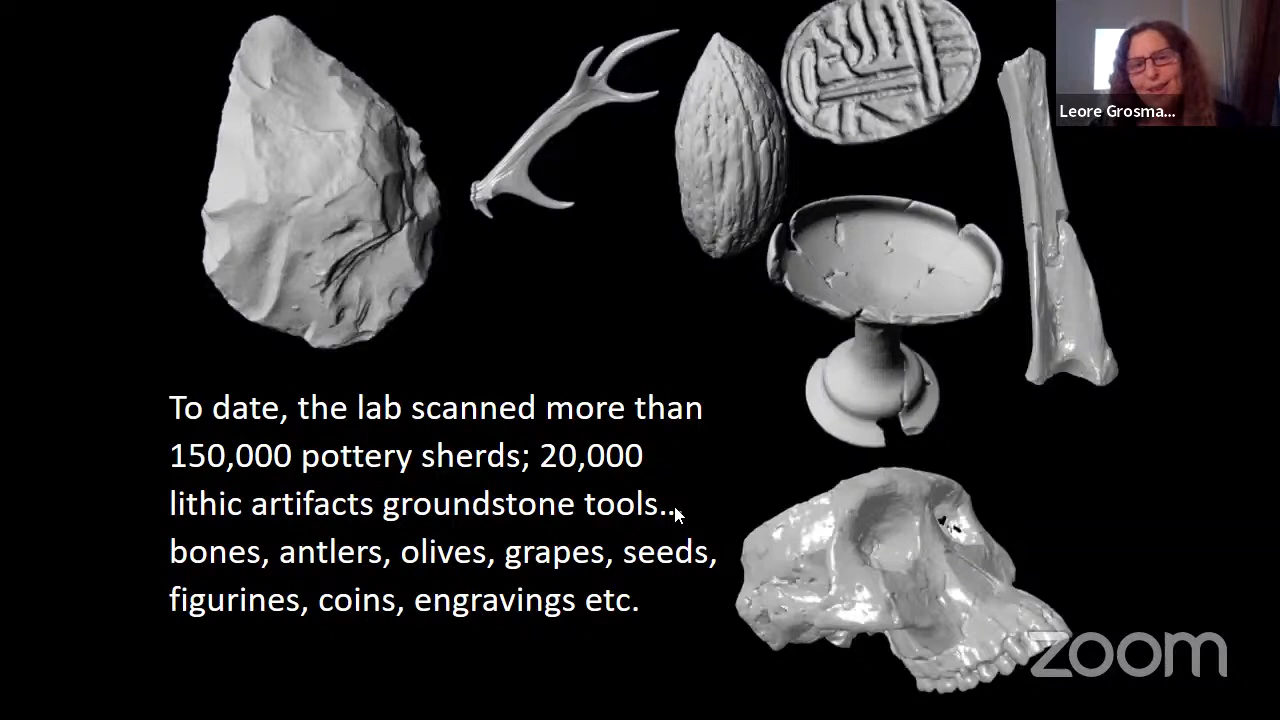 Leore Grosma...
To date, the lab scanned more than
150,000 pottery sherds; 20,000
lithic artifacts groundstone tools...
bones, antlers, olives, grapes, seeds,
figurines, coins, engravings etc.
zoom